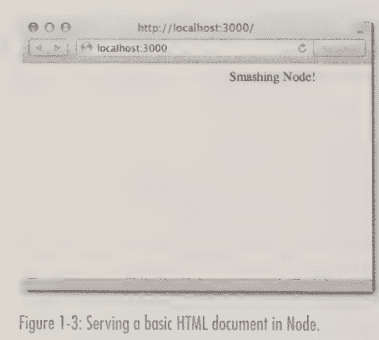 http://localhost:3000/
localhost:3000
Smashing Node!
Figure 1-3: Serving a basic HTML document in Node.